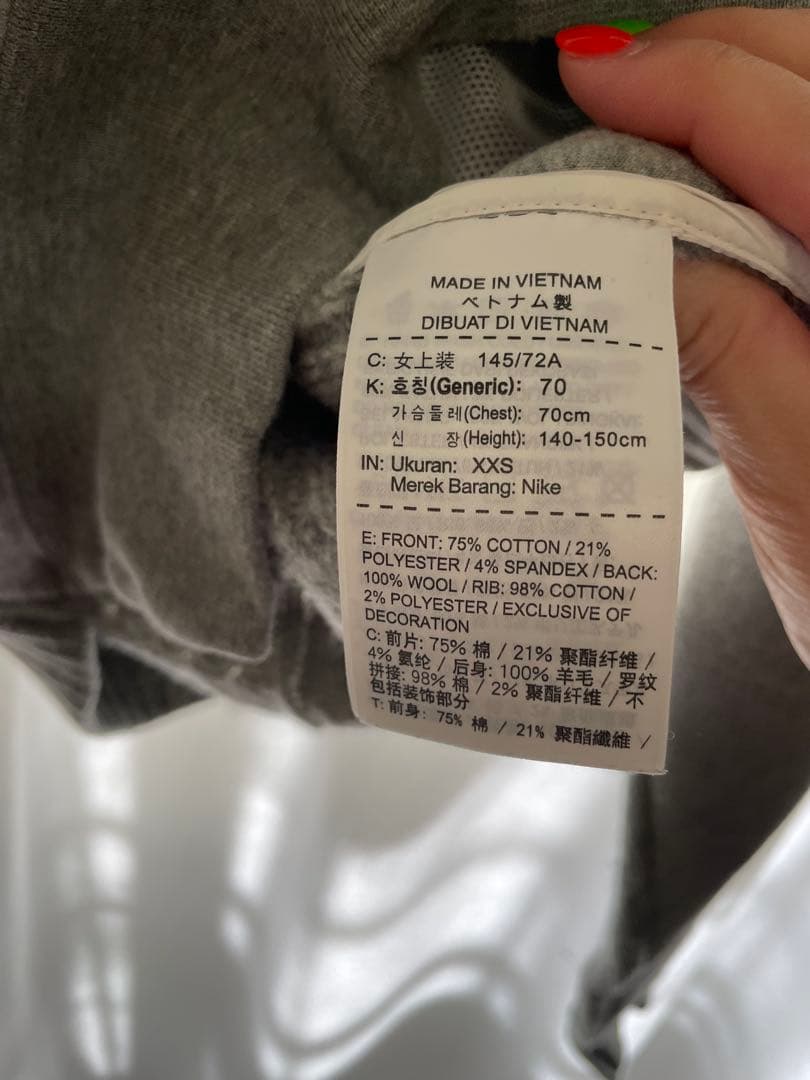 MADE IN VIETNAM
ベトナム製
DIBUAT DI VIETNAM
C: 女上装 145/72A
K: 호칭(Generic): 70
가슴둘레(Chest): 70cm
신 장(Height): 140-150cm
IN: Ukuran: XXS
Merek Barang: Nike
E: FRONT: 75% COTTON / 21%
POLYESTER / 4% SPANDEX / BACK:
100% WOOL / RIB: 98% COTTON /
2% POLYESTER / EXCLUSIVE OF
DECORATION
C: 前片: 75% 棉 / 21% 聚酯纤维 /
4% 氨纶 / 后身: 100% 羊毛 / 罗纹
拼接: 98% 棉 / 2% 聚酯纤维 / 不
包括装饰部分
T: 前身: 75% 棉 / 21% 聚酯纖維 /